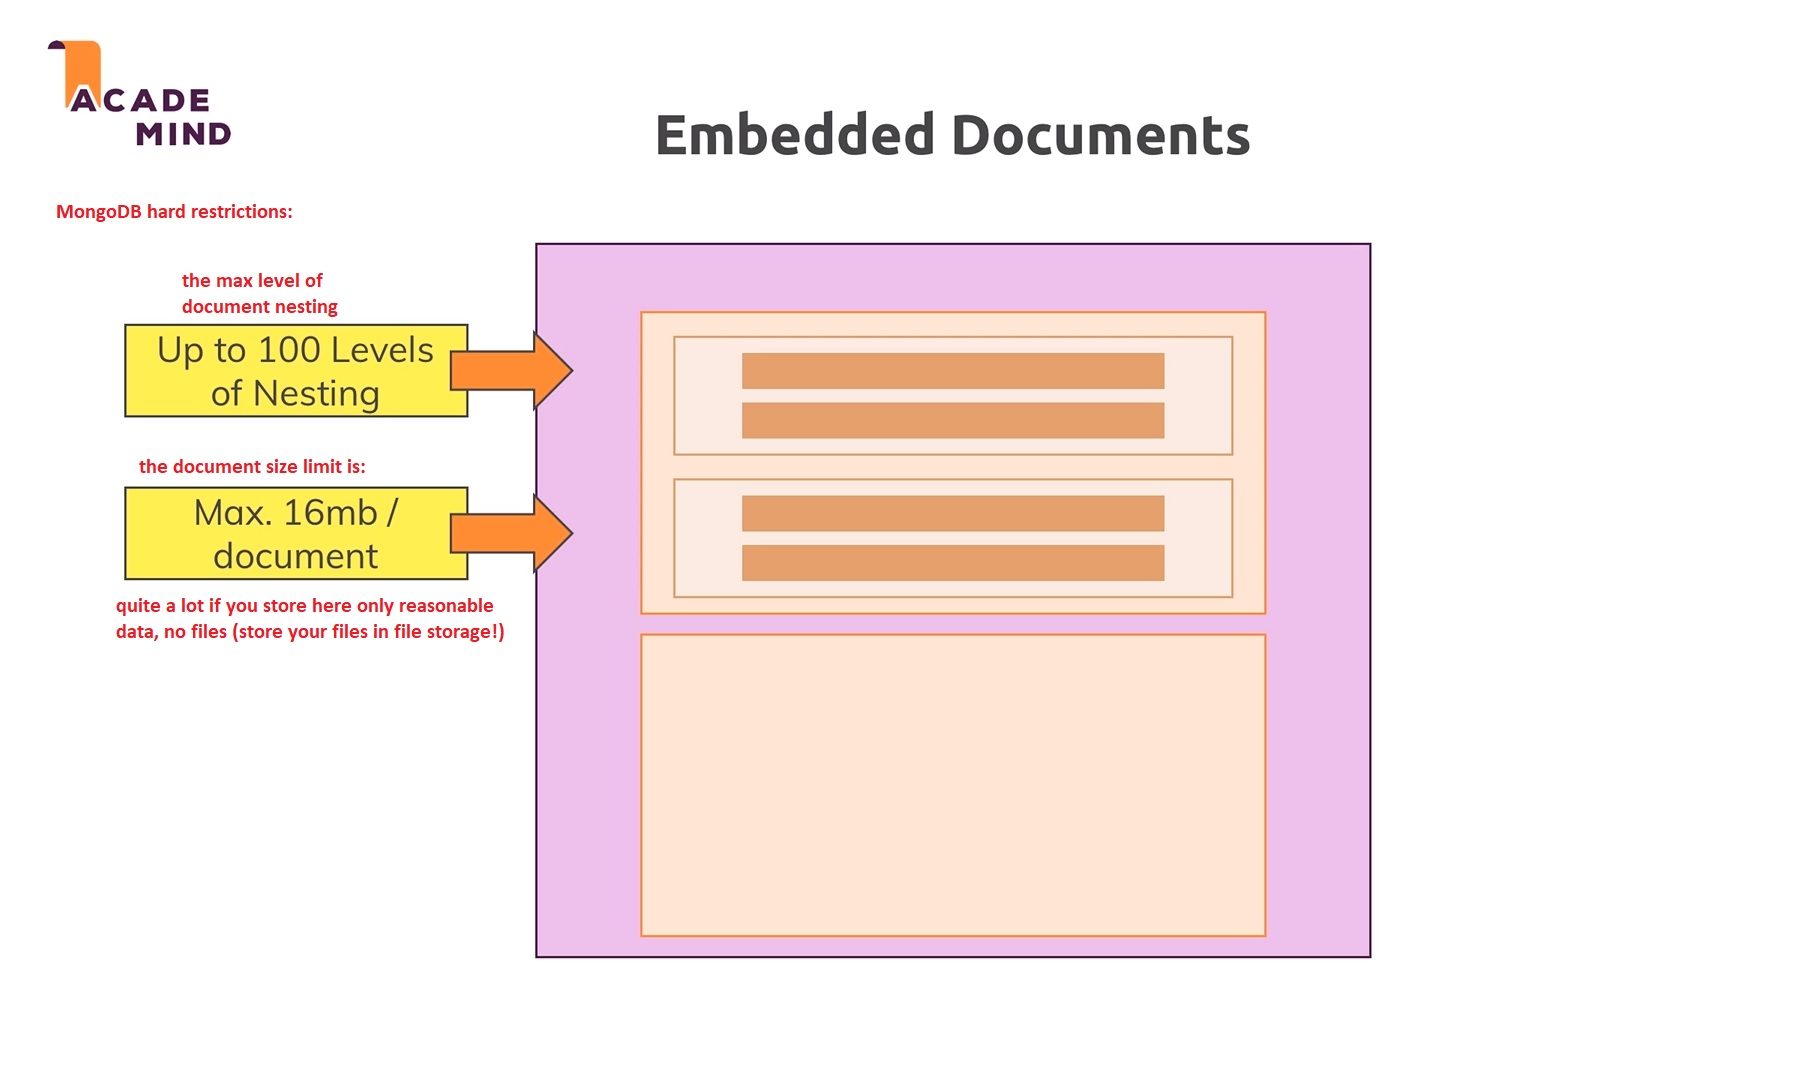 ACADE
MIND
Embedded Documents
MongoDB hard restrictions:
the max level of
document nesting
Up to 100 Levels
of Nesting
the document size limit is:
Max. 16mb /
document
quite a lot if you store here only reasonable
data, no files (store your files in file storage!)